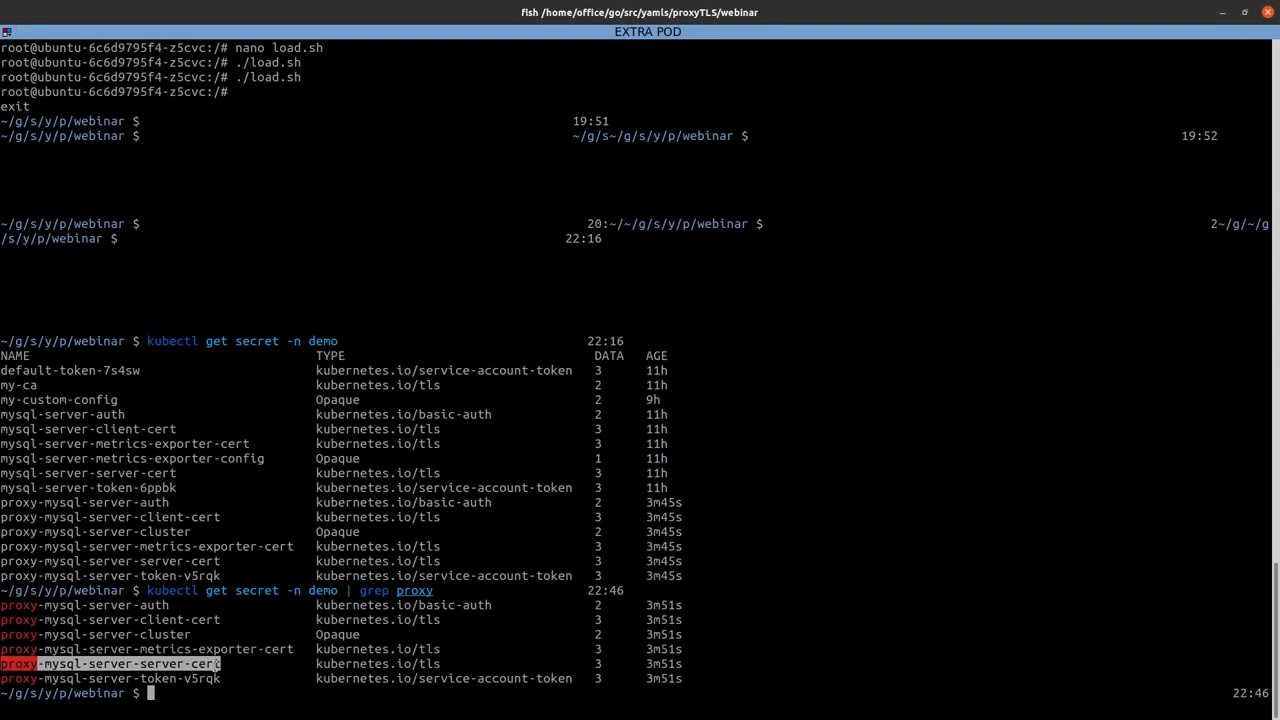 fish /home/office/go/src/yamls/proxyTLS/webinar
EXTRA POD
root@ubuntu-6c6d9795f4-z5cvc:/# nano load.sh
root@ubuntu-6c6d9795f4-z5cvc:/# ./load.sh
root@ubuntu-6c6d9795f4-z5cvc:/# ./load.sh
root@ubuntu-6c6d9795f4-z5cvc:/#
exit
~/g/s/y/p/webinar $ 19:51
~/g/s/y/p/webinar $ ~/g/s~/g/s/y/p/webinar $ 19:52
~/g/s/y/p/webinar $ 20:~/~/g/s/y/p/webinar $ 2~/g/~/g
/s/y/p/webinar $ 22:16
~/g/s/y/p/webinar $ kubectl get secret -n demo 22:16
NAME TYPE DATA AGE
default-token-7s4sw kubernetes.io/service-account-token 3 11h
my-ca kubernetes.io/tls 2 11h
my-custom-config Opaque 2 9h
mysql-server-auth kubernetes.io/basic-auth 2 11h
mysql-server-client-cert kubernetes.io/tls 3 11h
mysql-server-metrics-exporter-cert kubernetes.io/tls 3 11h
mysql-server-metrics-exporter-config Opaque 1 11h
mysql-server-server-cert kubernetes.io/tls 3 11h
mysql-server-token-6ppbk kubernetes.io/service-account-token 3 11h
proxy-mysql-server-auth kubernetes.io/basic-auth 2 3m45s
proxy-mysql-server-client-cert kubernetes.io/tls 3 3m45s
proxy-mysql-server-cluster Opaque 2 3m45s
proxy-mysql-server-metrics-exporter-cert kubernetes.io/tls 3 3m45s
proxy-mysql-server-server-cert kubernetes.io/tls 3 3m45s
proxy-mysql-server-token-v5rqk kubernetes.io/service-account-token 3 3m45s
~/g/s/y/p/webinar $ kubectl get secret -n demo | grep proxy 22:46
proxy-mysql-server-auth kubernetes.io/basic-auth 2 3m51s
proxy-mysql-server-client-cert kubernetes.io/tls 3 3m51s
proxy-mysql-server-cluster Opaque 2 3m51s
proxy-mysql-server-metrics-exporter-cert kubernetes.io/tls 3 3m51s
proxy-mysql-server-server-cert kubernetes.io/tls 3 3m51s
proxy-mysql-server-token-v5rqk kubernetes.io/service-account-token 3 3m51s
~/g/s/y/p/webinar $ 22:46